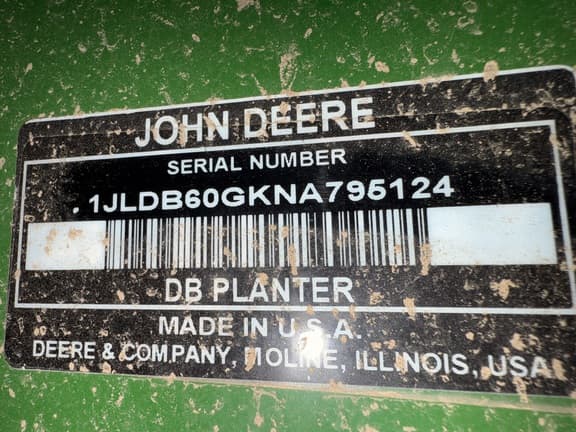 JOHN DEERE
SERIAL NUMBER
.1JLDB60GKNA795124
DB PLANTER
MADE IN U.S.A.
DEERE & COMPANY, MOLINE, ILLINOIS, USA